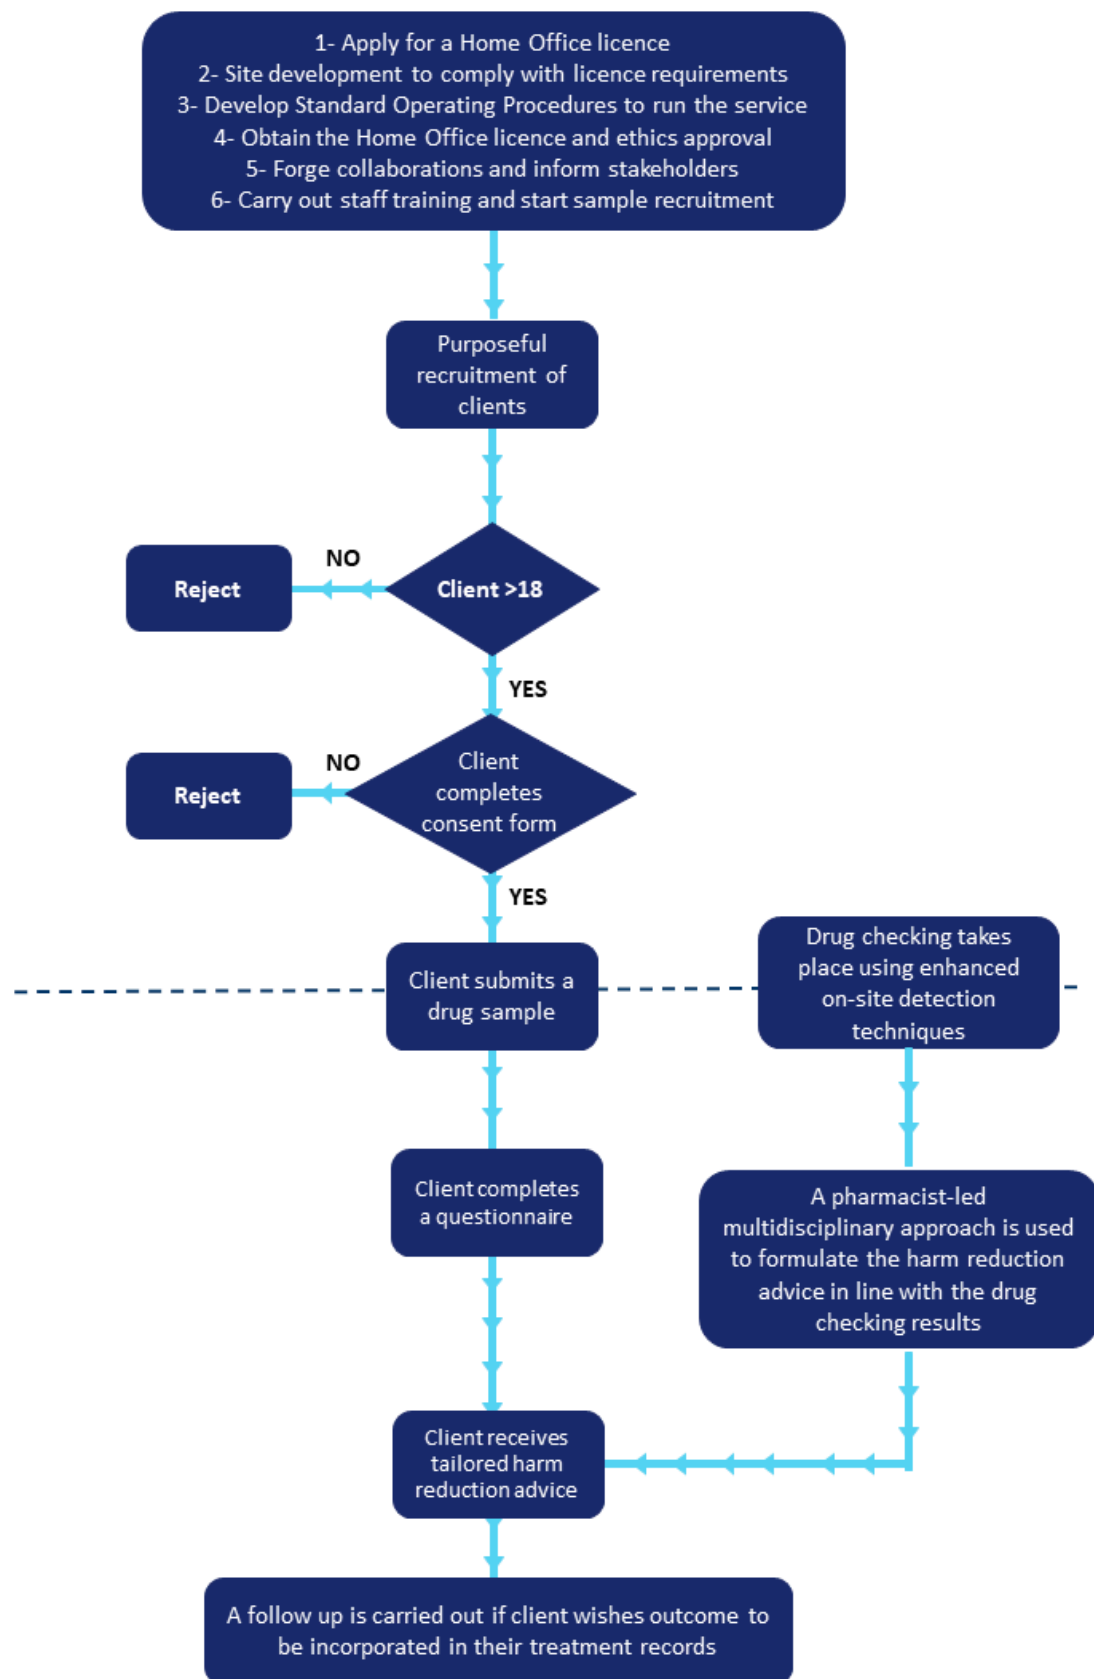 1- Apply for a Home Office licence
2- Site development to comply with licence requirements
3- Develop Standard Operating Procedures to run the service
4- Obtain the Home Office licence and ethics approval
5- Forge collaborations and inform stakeholders
6- Carry out staff training and start sample recruitment
Purposeful
recruitment of
clients
NO
Reject
Client >18
YES
NO
Reject
Client
completes
consent form
YES
Client submits a
drug sample
Drug checking takes
place using enhanced
on-site detection
techniques
Client completes
a questionnaire
A pharmacist-led
multidisciplinary approach is used
to formulate the harm reduction
advice in line with the drug
checking results
Client receives
tailored harm
reduction advice
A follow up is carried out if client wishes outcome to
be incorporated in their treatment records